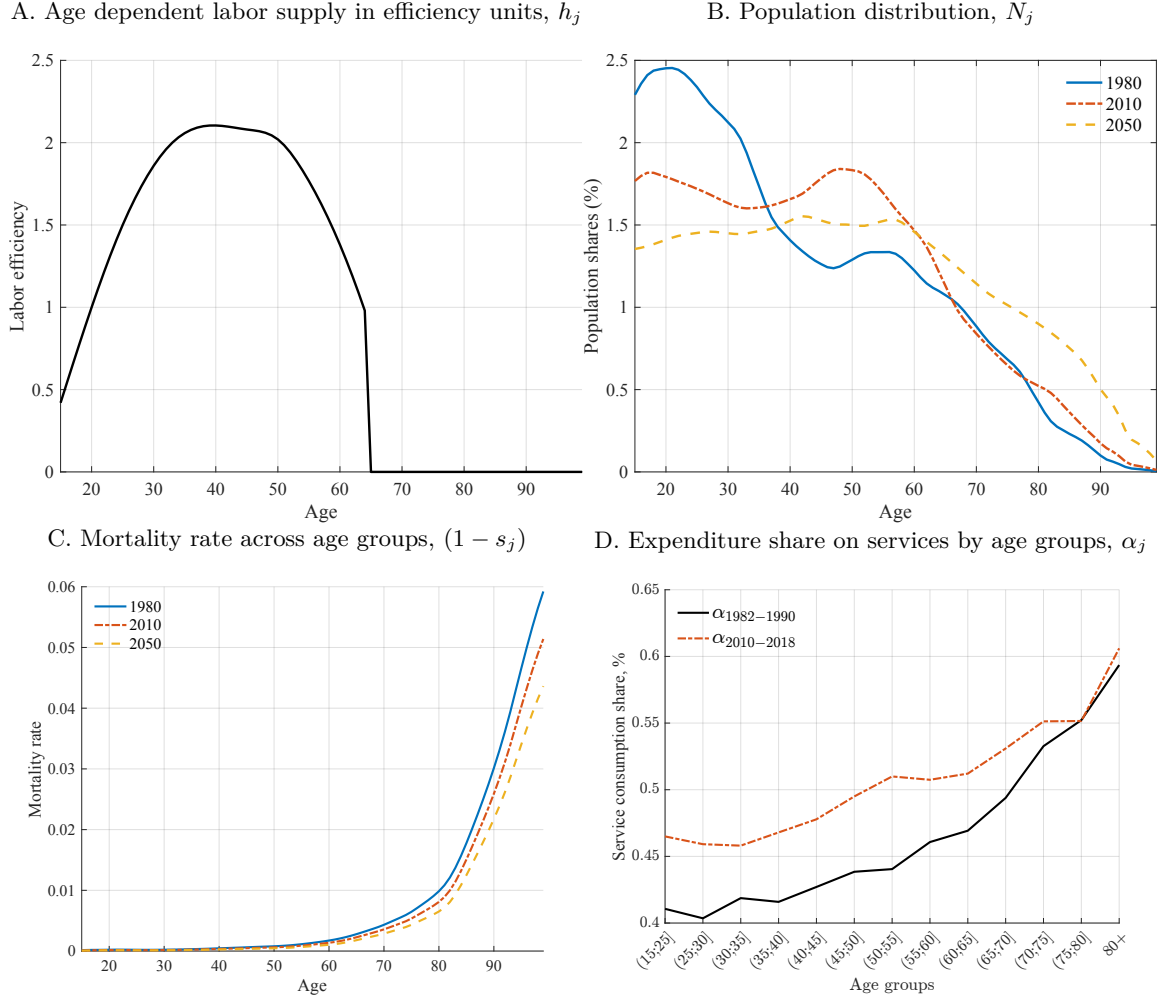 A. Age dependent labor supply in efficiency units, h_j
2.5
2
1.5
1
0.5
0
Labor efficiency
20 30 40 50 60 70 80 90
Age
B. Population distribution, N_j
2.5
2
1.5
1
0.5
0
Population shares (%)
1980
2010
2050
20 30 40 50 60 70 80 90
Age
C. Mortality rate across age groups, (1 − s_j)
0.06
0.05
0.04
0.03
0.02
0.01
0
Mortality rate
1980
2010
2050
20 30 40 50 60 70 80 90
Age
D. Expenditure share on services by age groups, α_j
0.65
0.6
0.55
0.5
0.45
0.4
Service consumption share, %
α_{1982−1990}
α_{2010−2018}
(15;25] (25;30] (30;35] (35;40] (40;45] (45;50] (50;55] (55;60] (60;65] (65;70] (70;75] (75;80] 80+
Age groups